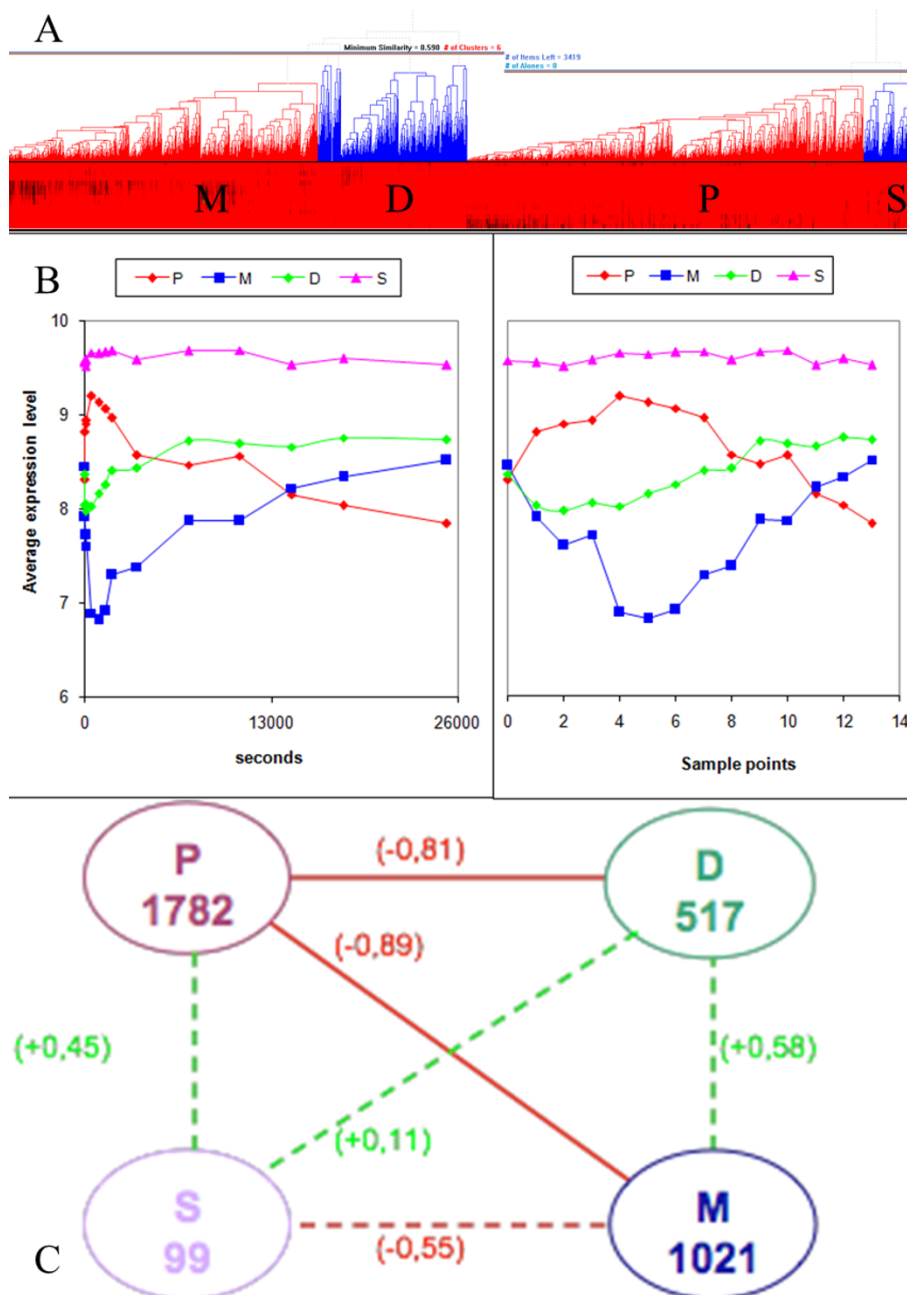 A
Minimum Similarity = 0.590 # of Clusters = 6
# of Items Left = 3419
# of Alones = 0
M D P S
B
P M D S
P M D S
Average expression level
10
9
8
7
6
0 13000 26000
seconds
0 2 4 6 8 10 12 14
Sample points
C
P
1782
(-0,81)
D
517
(-0,89)
(+0,45)
(+0,58)
(+0,11)
S
99
(-0,55)
M
1021